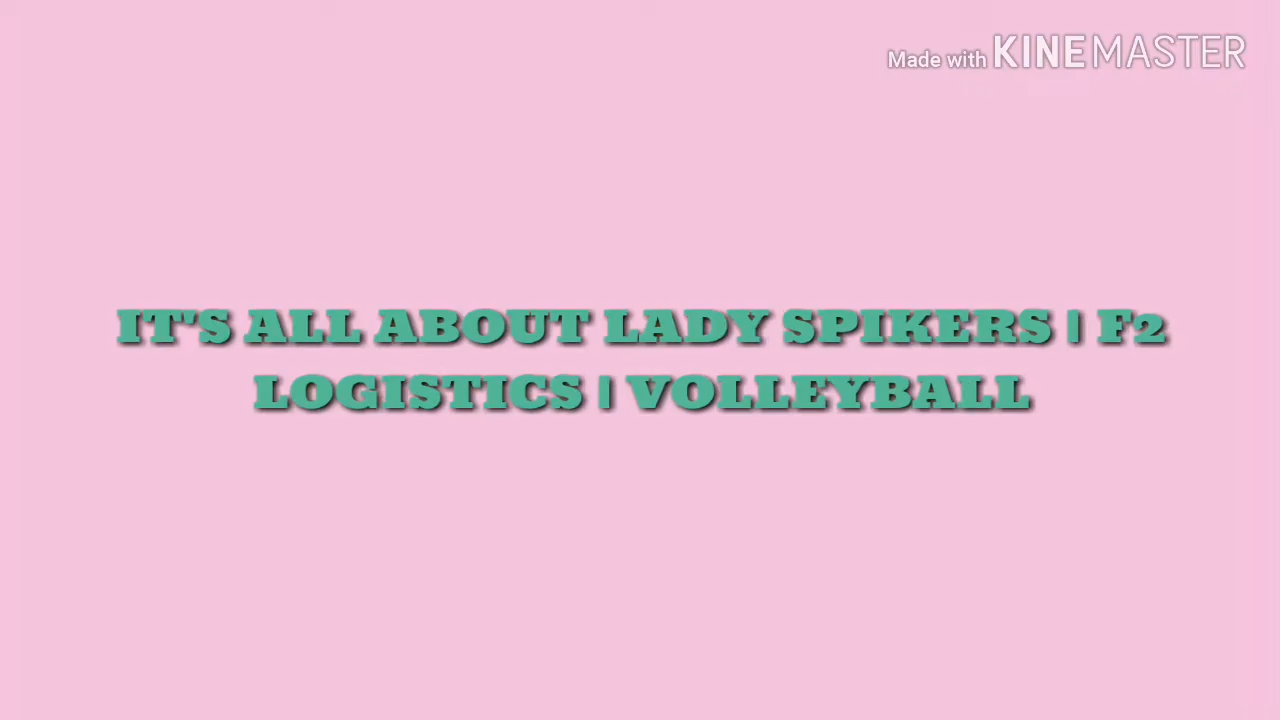 Made with KINEMASTER
IT'S ALL ABOUT LADY SPIKERS | F2
LOGISTICS | VOLLEYBALL